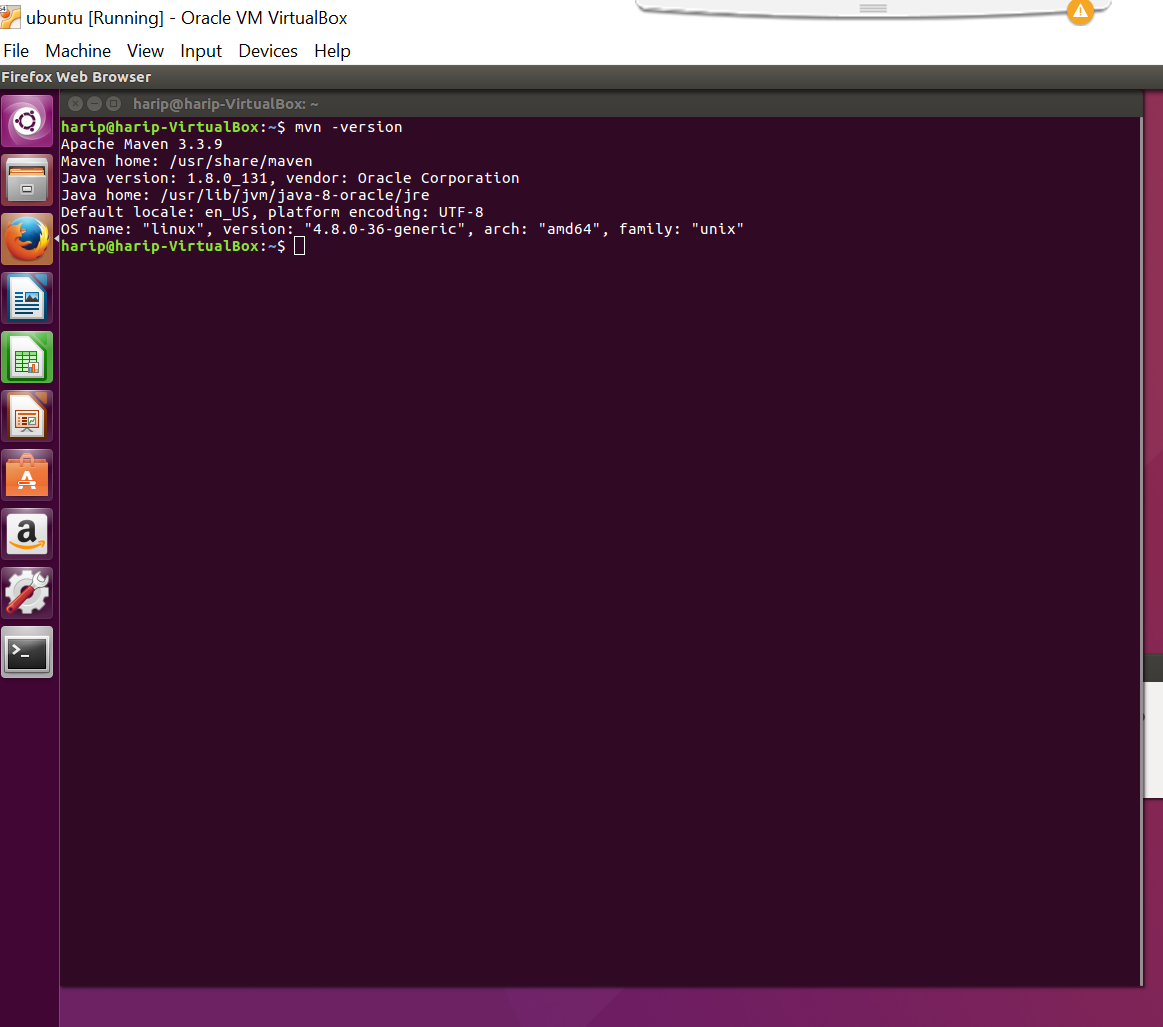 ubuntu [Running] - Oracle VM VirtualBox
File Machine View Input Devices Help
Firefox Web Browser
harip@harip-VirtualBox: ~
harip@harip-VirtualBox:~$ mvn -version
Apache Maven 3.3.9
Maven home: /usr/share/maven
Java version: 1.8.0_131, vendor: Oracle Corporation
Java home: /usr/lib/jvm/java-8-oracle/jre
Default locale: en_US, platform encoding: UTF-8
OS name: "linux", version: "4.8.0-36-generic", arch: "amd64", family: "unix"
harip@harip-VirtualBox:~$